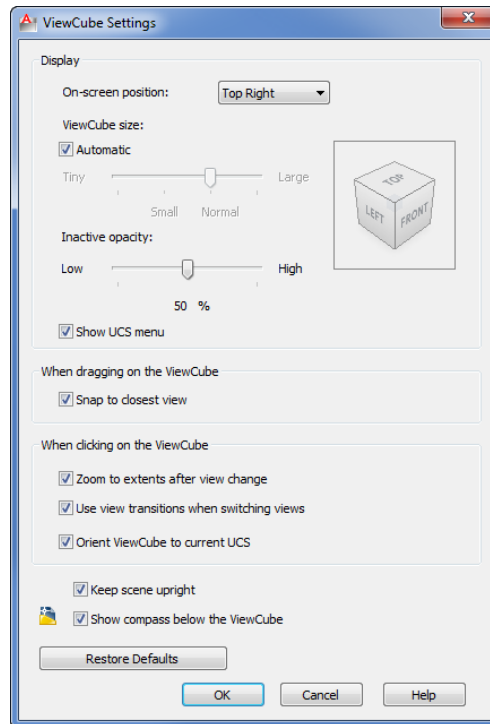 ViewCube Settings
Display
On-screen position:
Top Right
ViewCube size:
Automatic
Tiny
Large
Small
Normal
TOP
LEFT
FRONT
Inactive opacity:
Low
High
50 %
Show UCS menu
When dragging on the ViewCube
Snap to closest view
When clicking on the ViewCube
Zoom to extents after view change
Use view transitions when switching views
Orient ViewCube to current UCS
Keep scene upright
Show compass below the ViewCube
Restore Defaults
OK
Cancel
Help